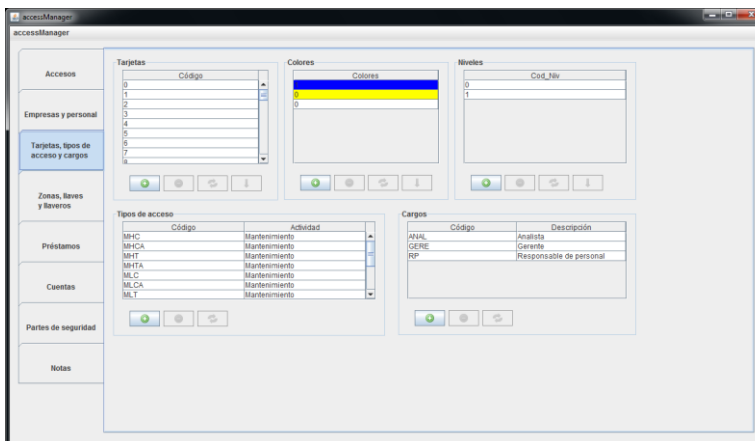 accessManager
accessManager
Accesos
Empresas y personal
Tarjetas, tipos de
acceso y cargos
Zonas, llaves
y llaveros
Préstamos
Cuentas
Partes de seguridad
Notas
Tarjetas
Código
0
1
2
3
4
5
6
7
8
Colores
Colores
0
0
Niveles
Cod_Niv
0
1
Tipos de acceso
Código Actividad
MHC Mantenimiento
MHCA Mantenimiento
MHT Mantenimiento
MHTA Mantenimiento
MLC Mantenimiento
MLCA Mantenimiento
MLT Mantenimiento
Cargos
Código Descripción
ANAL Analista
GERE Gerente
RP Responsable de personal